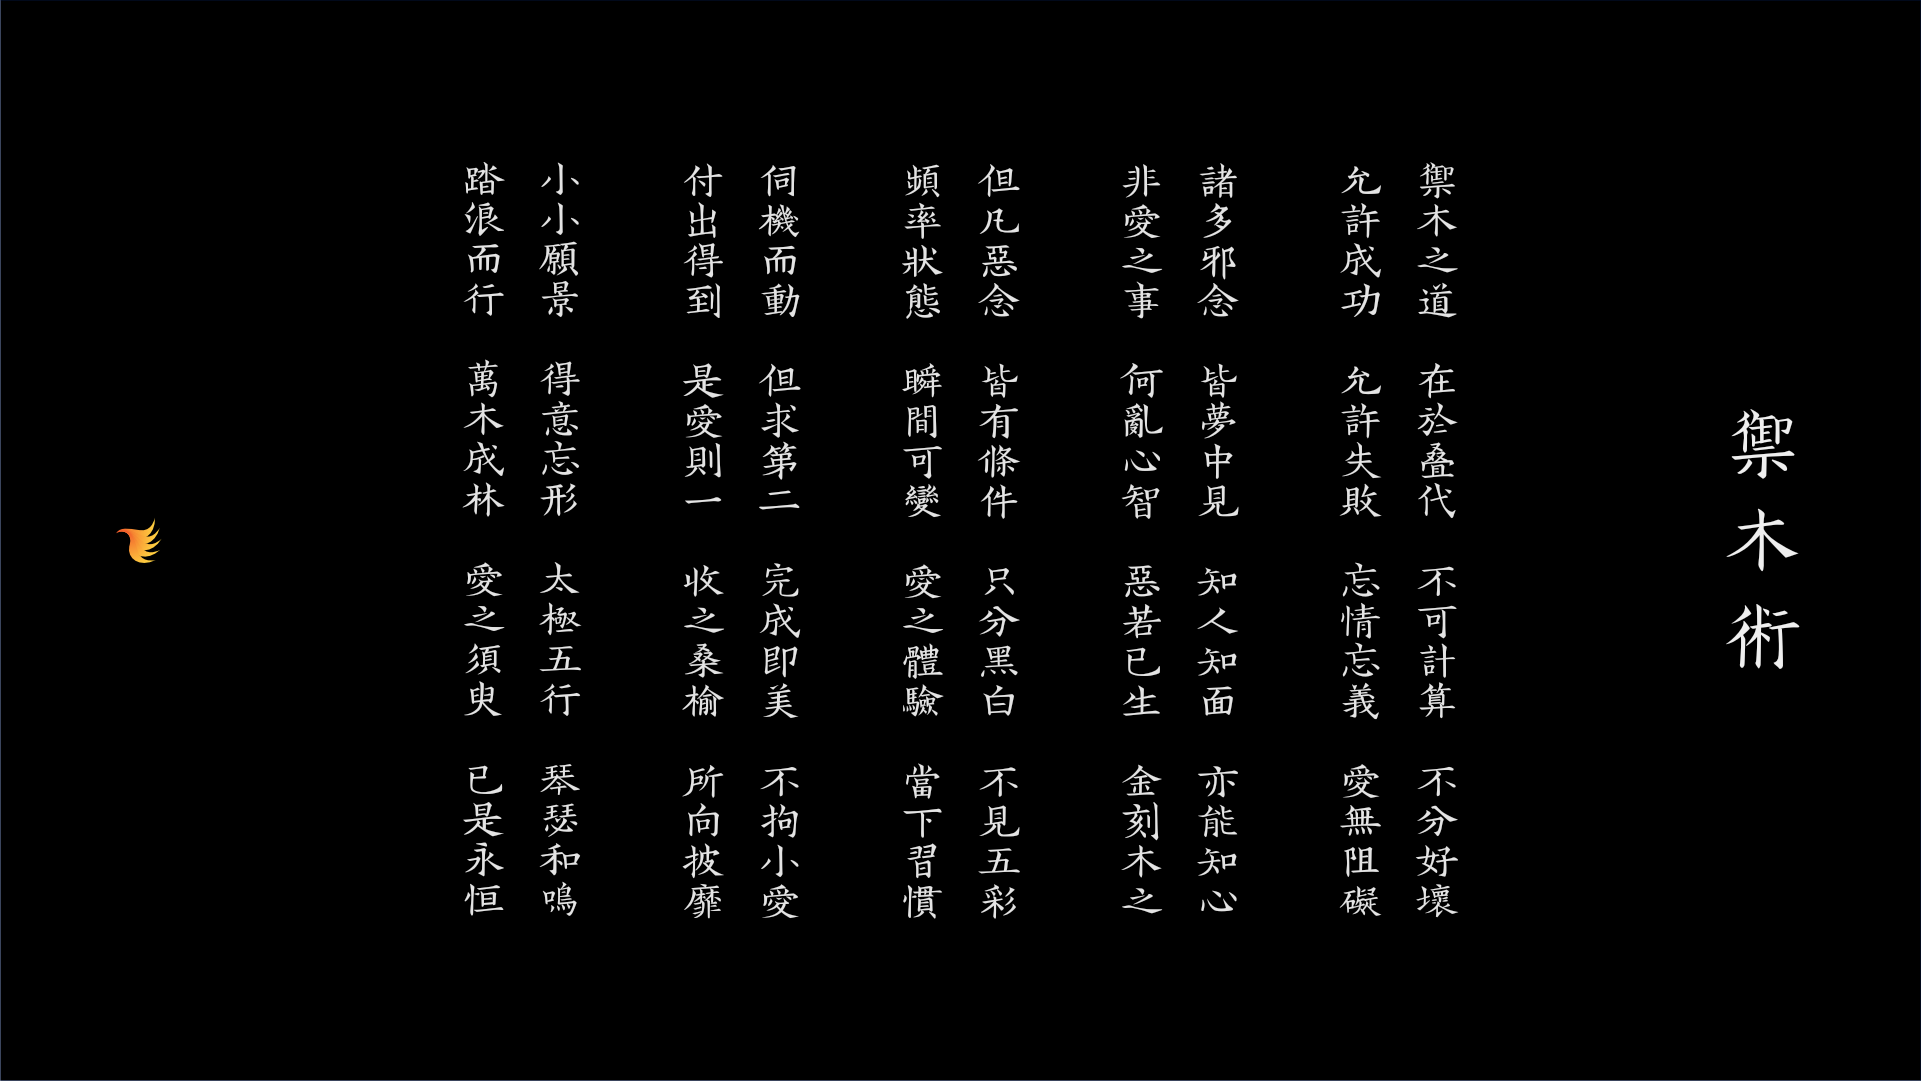 禦木術
禦木之道 在於叠代 不可計算 不分好壞
允許成功 允許失敗 忘情忘義 愛無阻礙
諸多邪念 皆夢中見 知人知面 亦能知心
非愛之事 何亂心智 惡若已生 金刻木之
但凡惡念 皆有條件 只分黑白 不見五彩
頻率狀態 瞬間可變 愛之體驗 當下習慣
伺機而動 但求第二 完成即美 不拘小愛
付出得到 是愛則一 收之桑榆 所向披靡
小小願景 得意忘形 太極五行 琴瑟和鳴
踏浪而行 萬木成林 愛之須臾 已是永恒